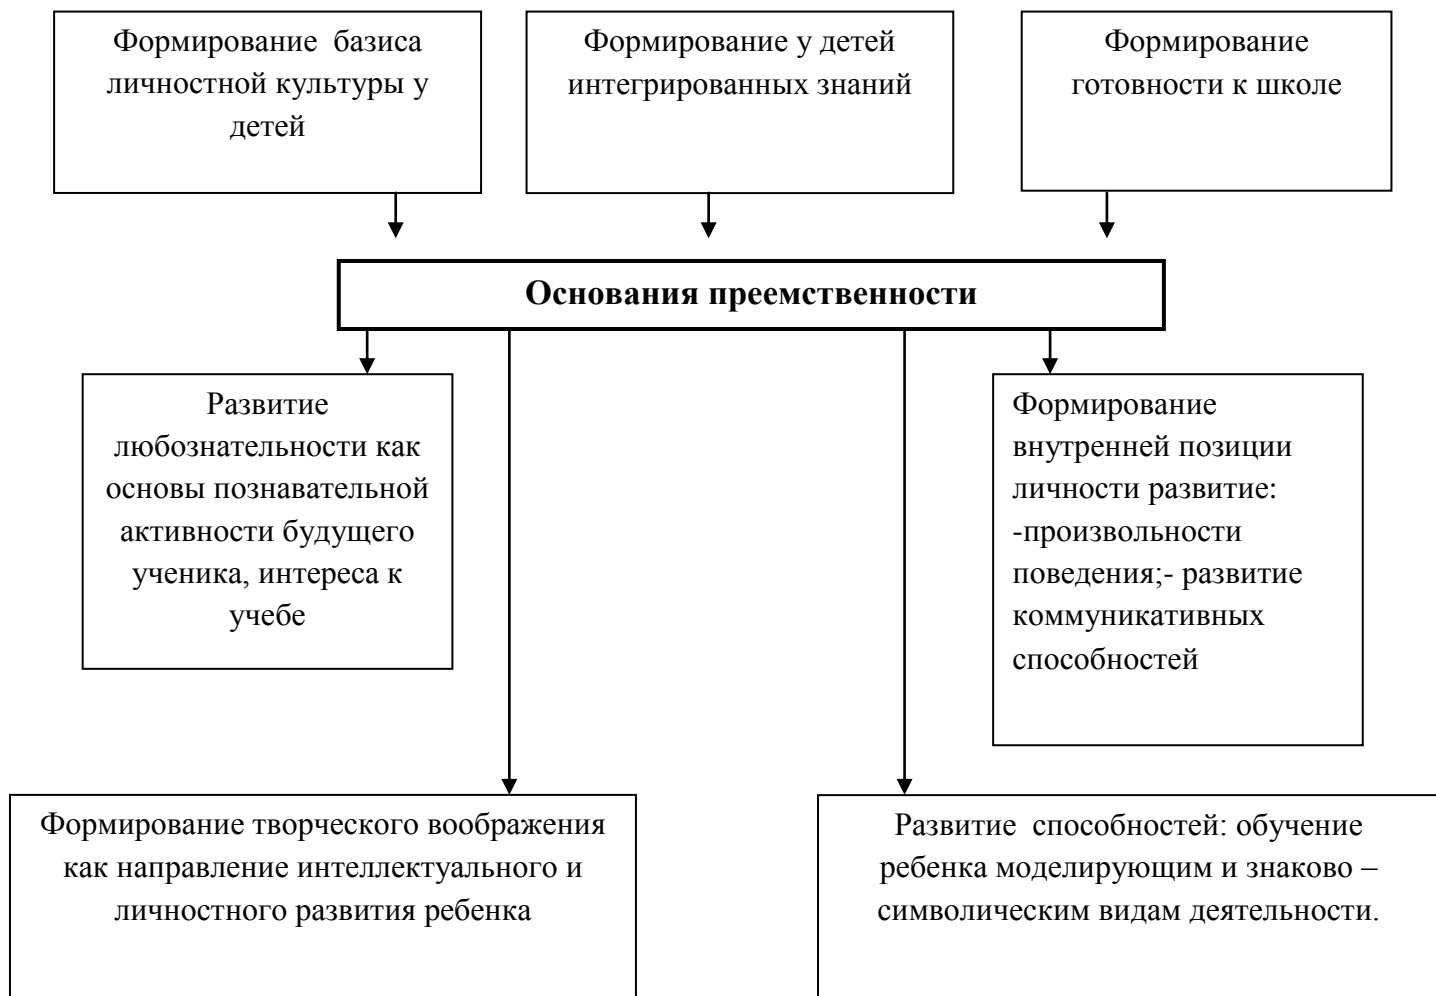 Формирование базиса
личностной культуры у
детей
Формирование у детей
интегрированных знаний
Формирование
готовности к школе
Основания преемственности
Развитие
любознательности как
основы познавательной
активности будущего
ученика, интереса к
учебе
Формирование
внутренней позиции
личности развитие:
-произвольности
поведения;- развитие
коммуникативных
способностей
Формирование творческого воображения
как направление интеллектуального и
личностного развития ребенка
Развитие способностей: обучение
ребенка моделирующим и знаково –
символическим видам деятельности.